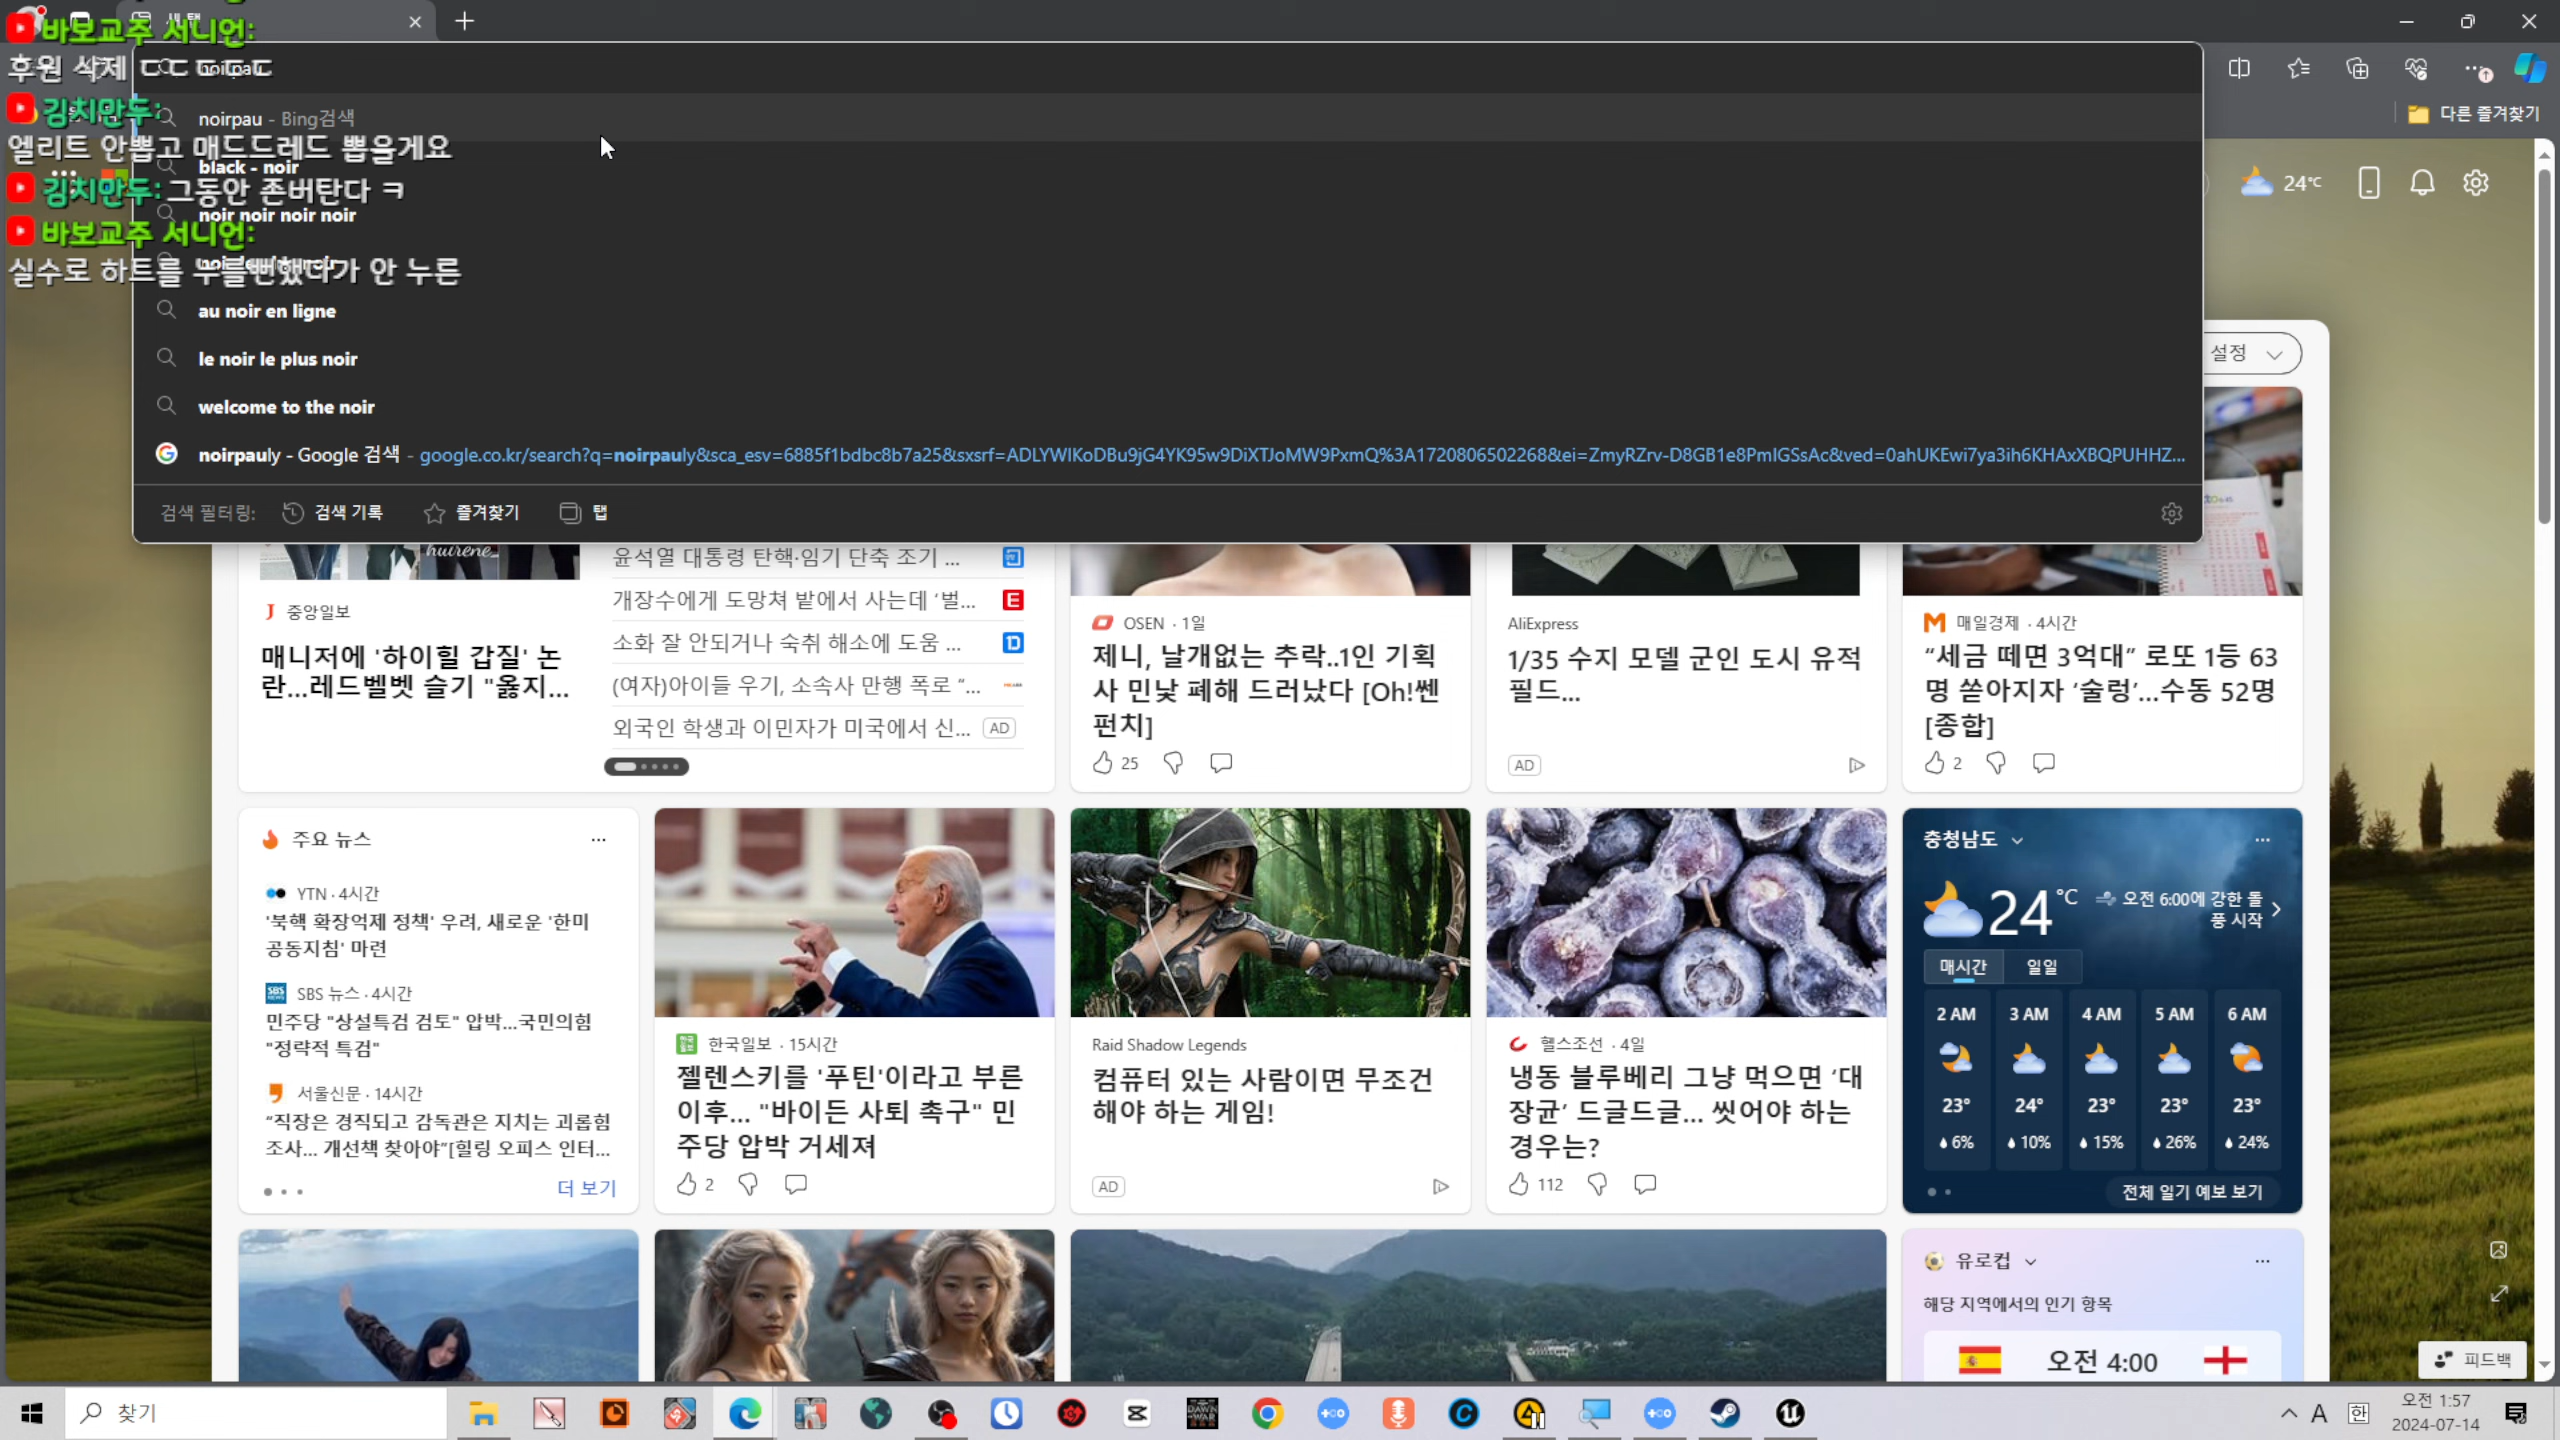 바보교주 서니언:
후원 삭제 ㄷㄷㄷㄷㄷ
김치만두:
엘리트 안뽑고 매드드레드 뽑을게요
김치만두: 그동안 존버탄다 ㅋ
바보교주 서니언:
실수로 하트를 누를뻔했다가 안 누른
새 탭
noirpau
noirpau - Bing검색
black - noir
noir noir noir noir
au noir en ligne
le noir le plus noir
welcome to the noir
noirpauly - Google 검색 - google.co.kr/search?q=noirpauly&sca_esv=6885f1bdbc8b7a25&sxsrf=ADLYWIKoDBu9jG4YK95w9DiXTJoMW9PxmQ%3A1720806502268&ei=ZmyRZrv-D8GB1e8PmIGSsAc&ved=0ahUKEwi7ya3ih6KHAxXBQPUHHZ...
검색 필터링: 검색 기록 즐겨찾기 탭
다른 즐겨찾기
24°C
설정
huirene_
중앙일보
매니저에 '하이힐 갑질' 논
란...레드벨벳 슬기 "옳지...
윤석열 대통령 탄핵·임기 단축 조기 ...
개장수에게 도망쳐 밭에서 사는데 ‘벌...
소화 잘 안되거나 숙취 해소에 도움 ...
(여자)아이들 우기, 소속사 만행 폭로 “...
외국인 학생과 이민자가 미국에서 신... AD
OSEN · 1일
제니, 날개없는 추락..1인 기획
사 민낯 폐해 드러났다 [Oh!쎈
펀치]
25
AliExpress
1/35 수지 모델 군인 도시 유적
필드...
AD
매일경제 · 4시간
“세금 떼면 3억대” 로또 1등 63
명 쏟아지자 ‘술렁’...수동 52명
[종합]
2
주요 뉴스
YTN · 4시간
'북핵 확장억제 정책' 우려, 새로운 '한미
공동지침' 마련
SBS 뉴스 · 4시간
민주당 "상설특검 검토" 압박...국민의힘
"정략적 특검"
서울신문 · 14시간
“직장은 경직되고 감독관은 지치는 괴롭힘
조사... 개선책 찾아야”[힐링 오피스 인터...
더 보기
한국일보 · 15시간
젤렌스키를 '푸틴'이라고 부른
이후... "바이든 사퇴 촉구" 민
주당 압박 거세져
2
Raid Shadow Legends
컴퓨터 있는 사람이면 무조건
해야 하는 게임!
AD
헬스조선 · 4일
냉동 블루베리 그냥 먹으면 ‘대
장균’ 드글드글... 씻어야 하는
경우는?
112
충청남도
24 °C
오전 6:00에 강한 돌
풍 시작
매시간 일일
2 AM 3 AM 4 AM 5 AM 6 AM
23° 24° 23° 23° 23°
6% 10% 15% 26% 24%
전체 일기 예보 보기
유로컵
해당 지역에서의 인기 항목
오전 4:00
피드백
찾기
A 한
오전 1:57
2024-07-14